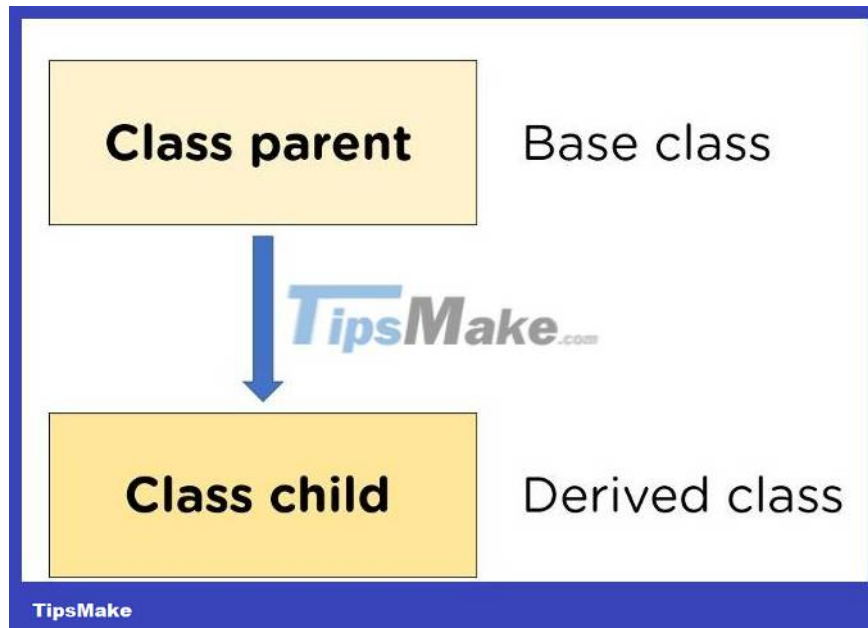 Class parent
Base class
TipsMake.com
Class child
Derived class
TipsMake